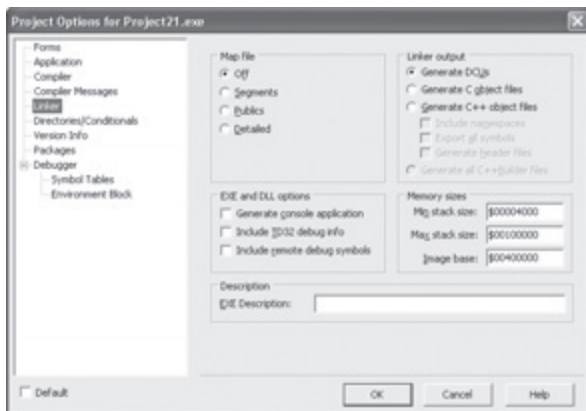 Project Options for Project21.exe
Forms
Application
Compiler
Compiler Messages
Linker
Directories/Conditionals
Version Info
Packages
Debugger
Symbol Tables
Environment Block
Map file
Off
Segments
Publics
Detailed
Linker output
Generate DCUs
Generate C object files
Generate C++ object files
Include namespaces
Export all symbols
Generate header files
Generate all C++Builder files
EXE and DLL options
Generate console application
Include TD32 debug info
Include remote debug symbols
Memory sizes
Min stack size: $00004000
Max stack size: $00100000
Image base: $00400000
Description
EXE Description:
Default
OK
Cancel
Help